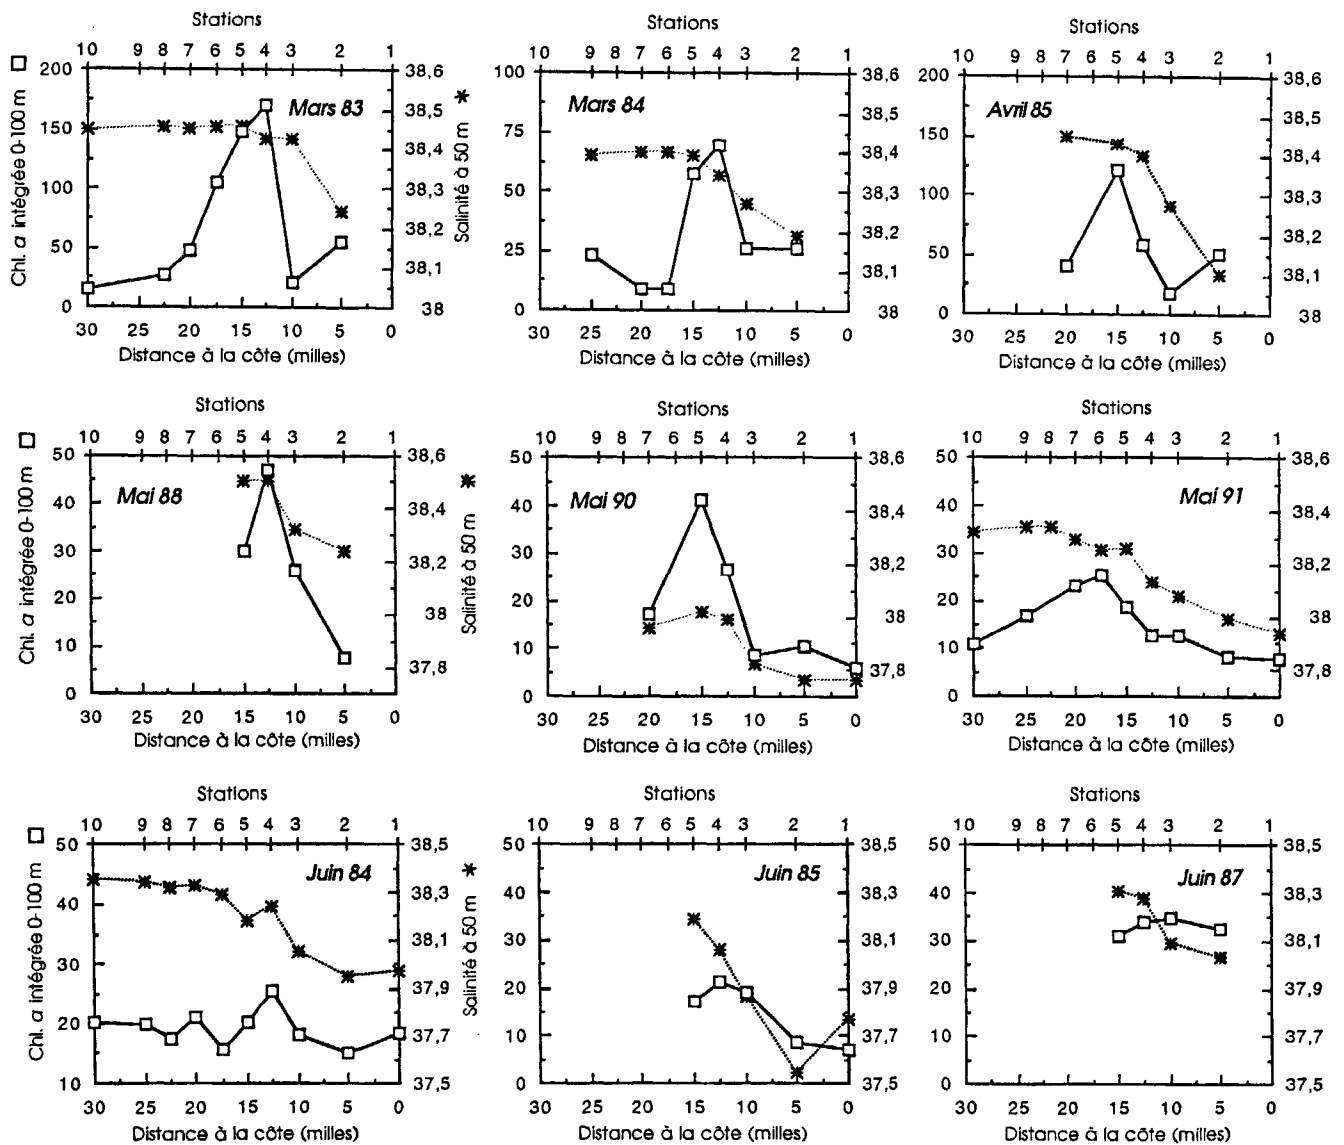 Stations
10 9 8 7 6 5 4 3 2 1
Chl. a intégrée 0-100 m
200
150
100
50
0
Mars 83
38,6
38,5
38,4
38,3
38,2
38,1
38
Salinité à 50 m
30 25 20 15 10 5 0
Distance à la côte (milles)
Stations
10 9 8 7 6 5 4 3 2 1
100
75
50
25
0
Mars 84
38,6
38,5
38,4
38,3
38,2
38,1
38
30 25 20 15 10 5 0
Distance à la côte (milles)
Stations
10 9 8 7 6 5 4 3 2 1
200
150
100
50
0
Avril 85
38,6
38,5
38,4
38,3
38,2
38,1
38
30 25 20 15 10 5 0
Distance à la côte (milles)
Stations
10 9 8 7 6 5 4 3 2 1
Chl. a intégrée 0-100 m
50
40
30
20
10
0
Mai 88
38,6
38,4
38,2
38
37,8
Salinité à 50 m
30 25 20 15 10 5 0
Distance à la côte (milles)
Stations
10 9 8 7 6 5 4 3 2 1
50
40
30
20
10
0
Mai 90
38,6
38,4
38,2
38
37,8
30 25 20 15 10 5 0
Distance à la côte (milles)
Stations
10 9 8 7 6 5 4 3 2 1
50
40
30
20
10
0
Mai 91
38,6
38,4
38,2
38
37,8
30 25 20 15 10 5 0
Distance à la côte (milles)
Stations
10 9 8 7 6 5 4 3 2 1
Chl. a intégrée 0-100 m
50
40
30
20
10
Juin 84
38,5
38,3
38,1
37,9
37,7
37,5
Salinité à 50 m
30 25 20 15 10 5 0
Distance à la côte (milles)
Stations
10 9 8 7 6 5 4 3 2 1
50
40
30
20
10
0
Juin 85
38,5
38,3
38,1
37,9
37,7
37,5
30 25 20 15 10 5 0
Distance à la côte (milles)
Stations
10 9 8 7 6 5 4 3 2 1
50
40
30
20
10
0
Juin 87
38,5
38,3
38,1
37,9
37,7
37,5
30 25 20 15 10 5 0
Distance à la côte (milles)